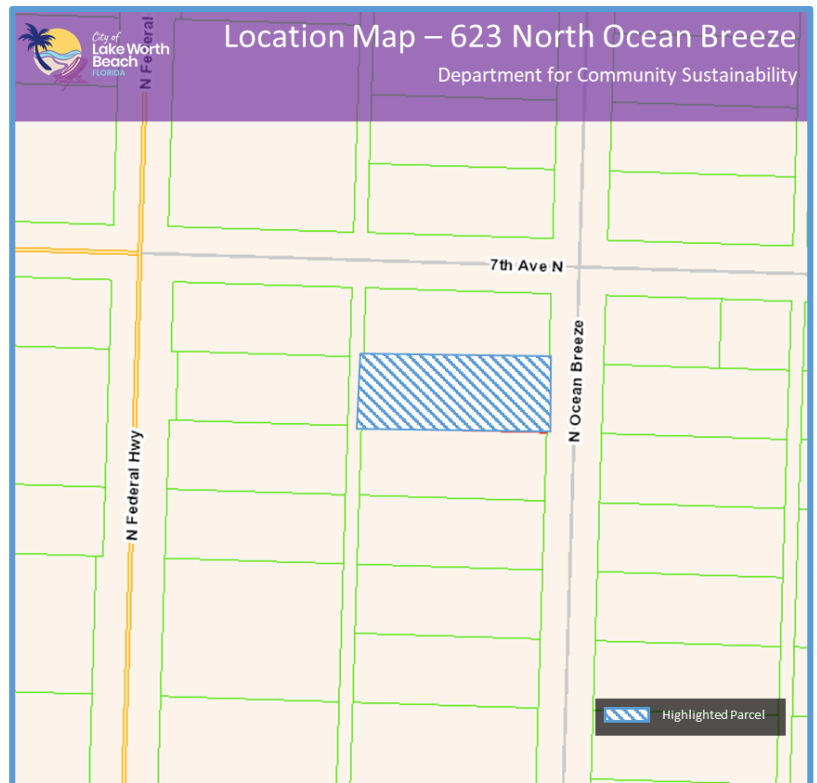 City of
Lake Worth
Beach
FLORIDA
Location Map – 623 North Ocean Breeze
Department for Community Sustainability
N Federal
7th Ave N
N Ocean Breeze
N Federal Hwy
Highlighted Parcel